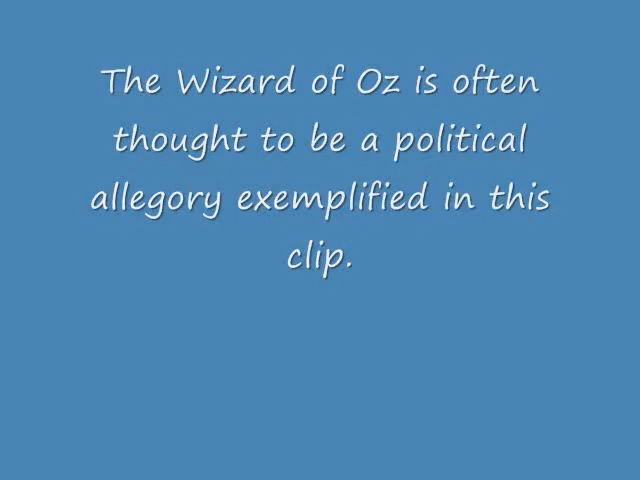 The Wizard of Oz is often
thought to be a political
allegory exemplified in this
clip.